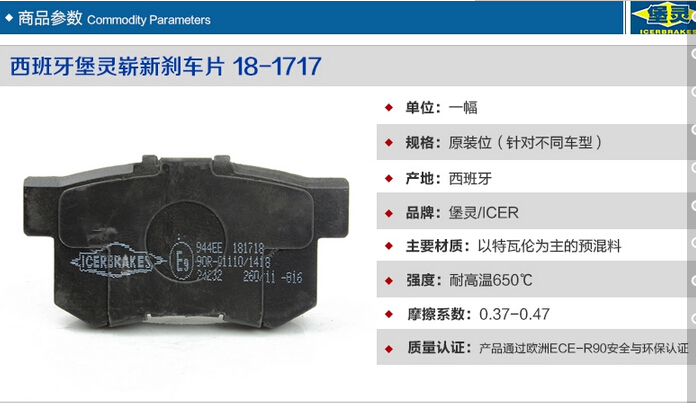 商品参数 Commodity Parameters
堡灵
ICERBRAKES
西班牙堡灵崭新刹车片 18-1717
单位：一幅
规格：原装位（针对不同车型）
产地：西班牙
品牌：堡灵/ICER
主要材质：以特瓦伦为主的预混料
强度：耐高温650℃
摩擦系数：0.37-0.47
质量认证：产品通过欧洲ECE-R90安全与环保认证
ICERBRAKES
E9
944EE 181718
90R-01110/1418
24232 260/11 -816